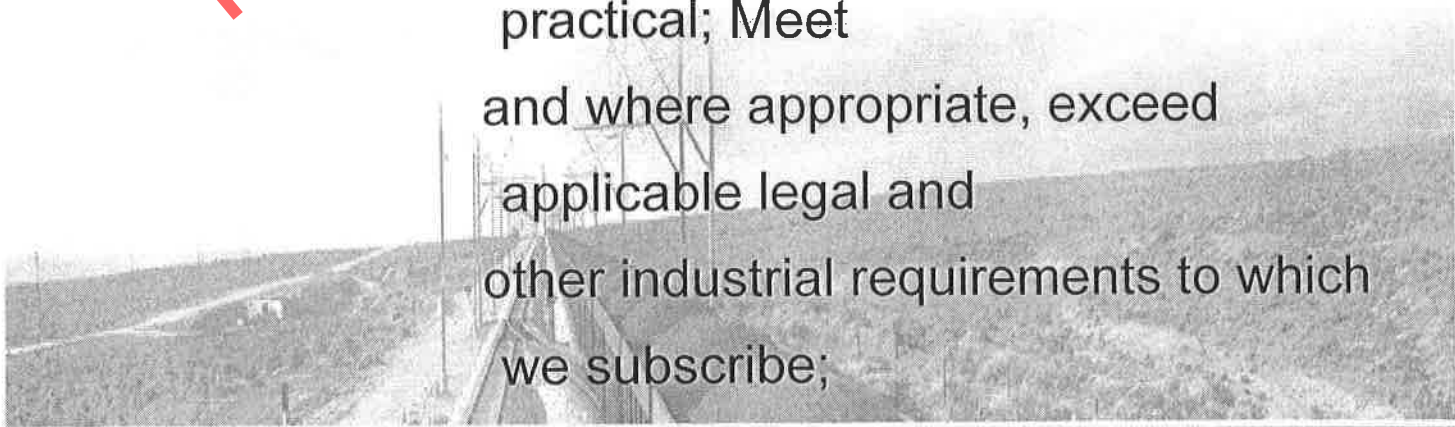 practical; Meet
and where appropriate, exceed
applicable legal and
other industrial requirements to which
we subscribe;